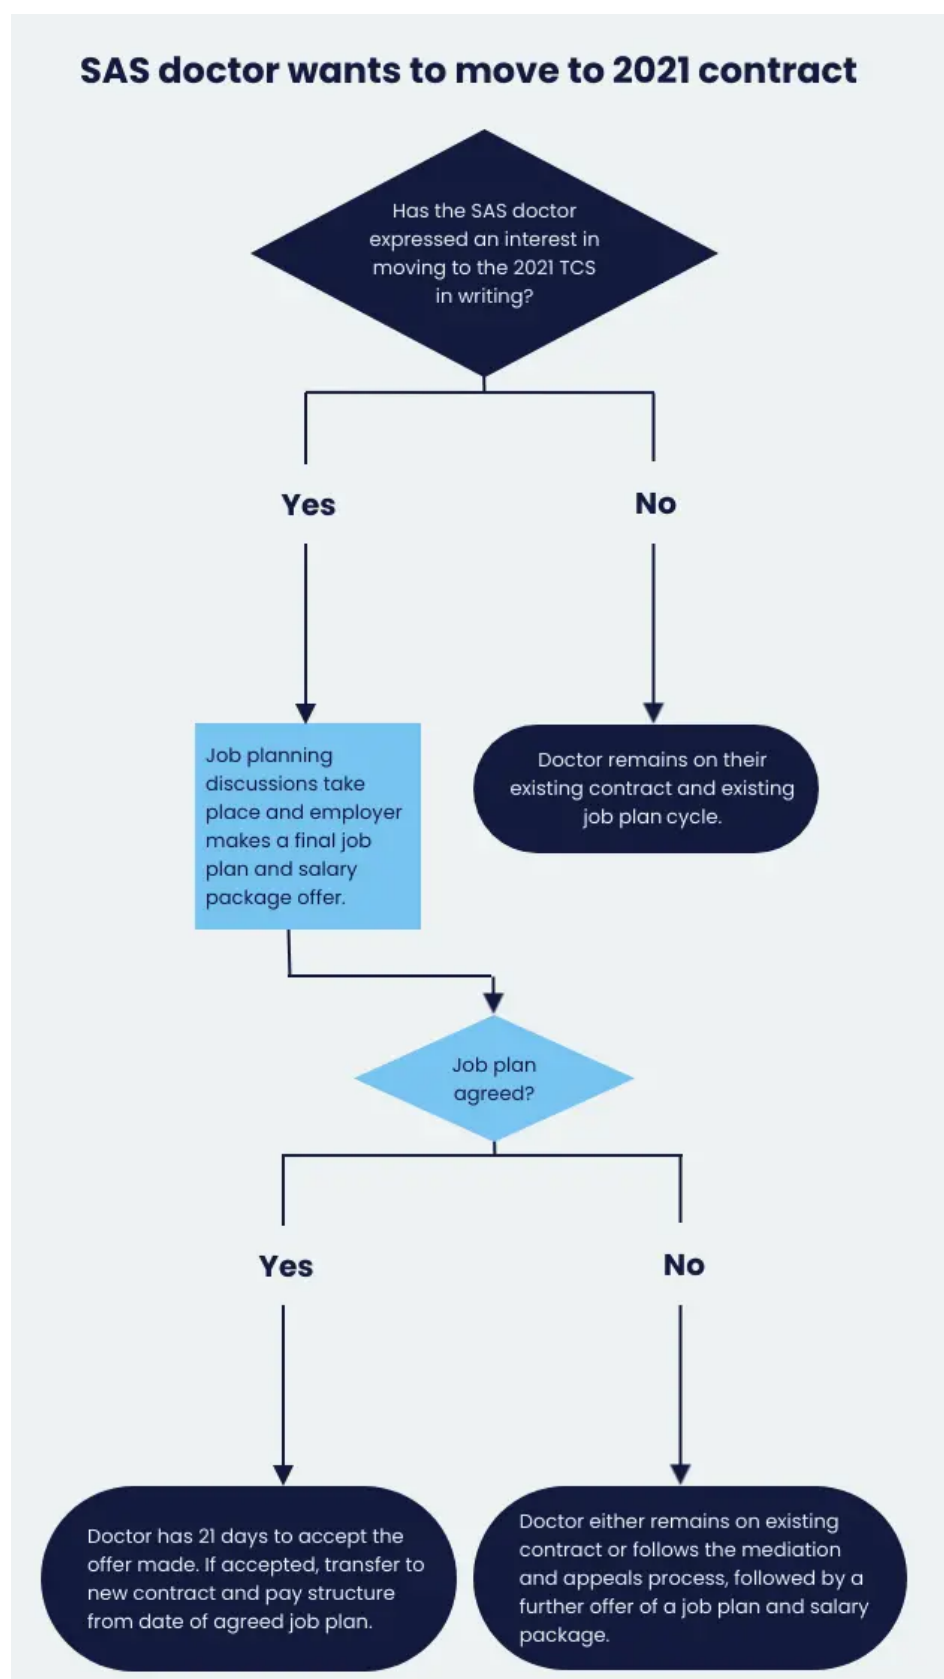 SAS doctor wants to move to 2021 contract
Has the SAS doctor
expressed an interest in
moving to the 2021 TCS
in writing?
Yes
No
Job planning
discussions take
place and employer
makes a final job
plan and salary
package offer.
Doctor remains on their
existing contract and existing
job plan cycle.
Job plan
agreed?
Yes
No
Doctor has 21 days to accept the
offer made. If accepted, transfer to
new contract and pay structure
from date of agreed job plan.
Doctor either remains on existing
contract or follows the mediation
and appeals process, followed by a
further offer of a job plan and salary
package.